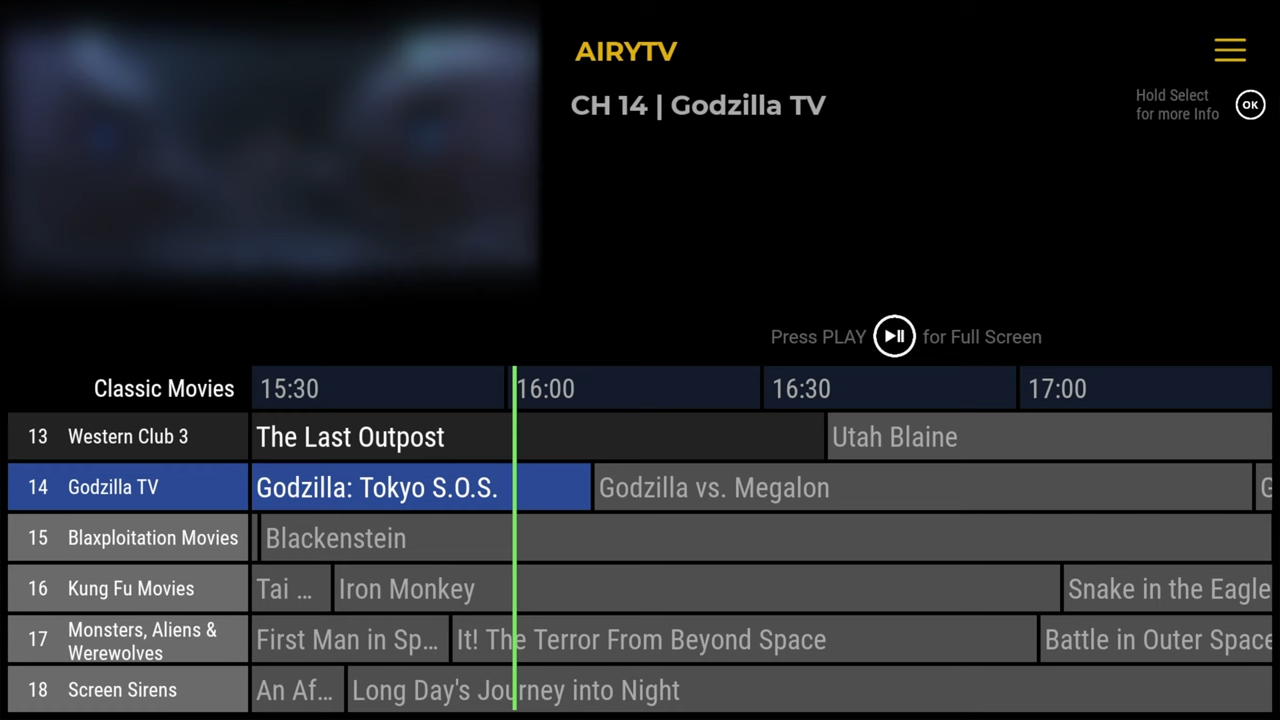 AIRYTV
CH 14 | Godzilla TV
Hold Select
for more Info
OK
Press PLAY for Full Screen
Classic Movies 15:30 16:00 16:30 17:00
13 Western Club 3 The Last Outpost Utah Blaine
14 Godzilla TV Godzilla: Tokyo S.O.S. Godzilla vs. Megalon G
15 Blaxploitation Movies Blackenstein
16 Kung Fu Movies Tai ... Iron Monkey Snake in the Eagle
17 Monsters, Aliens &
Werewolves First Man in Sp... It! The Terror From Beyond Space Battle in Outer Space
18 Screen Sirens An Af... Long Day's Journey into Night